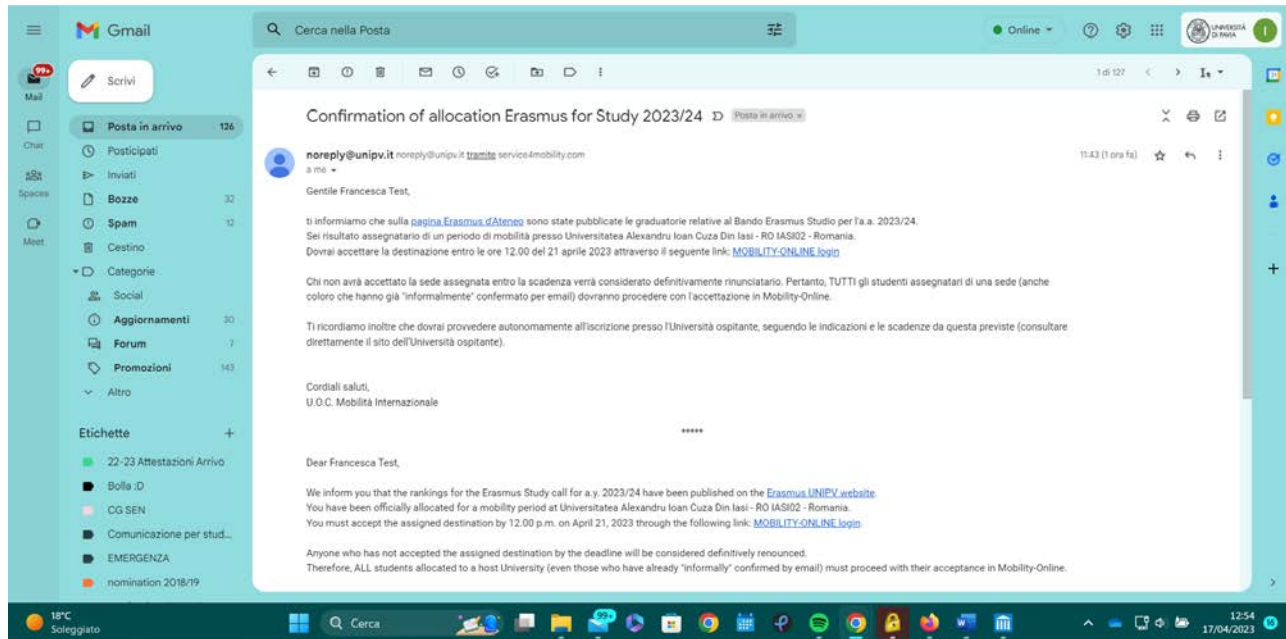 Gmail
Cerca nella Posta
Online
UNIVERSITÀ
DI PAVIA
I
99+
Mail
Chat
Spaces
Meet
Scrivi
Posta in arrivo 126
Posticipati
Inviati
Bozze 32
Spam 12
Cestino
Categorie
Social
Aggiornamenti 30
Forum 7
Promozioni 143
Altro
Etichette +
22-23 Attestazioni Arrivo
Bolla :D
CG SEN
Comunicazione per stud...
EMERGENZA
nomination 2018/19
1 di 127
Confirmation of allocation Erasmus for Study 2023/24 Posta in arrivo x
noreply@unipv.it noreply@unipv.it tramite service4mobility.com 11:43 (1 ora fa)
a me
Gentile Francesca Test,
ti informiamo che sulla pagina Erasmus d'Ateneo sono state pubblicate le graduatorie relative al Bando Erasmus Studio per l'a.a. 2023/24.
Sei risultato assegnatario di un periodo di mobilità presso Universitatea Alexandru Ioan Cuza Din Iasi - RO IASI02 - Romania.
Dovrai accettare la destinazione entro le ore 12.00 del 21 aprile 2023 attraverso il seguente link: MOBILITY-ONLINE login
Chi non avrà accettato la sede assegnata entro la scadenza verrà considerato definitivamente rinunciatario. Pertanto, TUTTI gli studenti assegnatari di una sede (anche
coloro che hanno già "informalmente" confermato per email) dovranno procedere con l'accettazione in Mobility-Online.
Ti ricordiamo inoltre che dovrai provvedere autonomamente all'iscrizione presso l'Università ospitante, seguendo le indicazioni e le scadenze da questa previste (consultare
direttamente il sito dell'Università ospitante).
Cordiali saluti,
U.O.C. Mobilità Internazionale
*****
Dear Francesca Test,
We inform you that the rankings for the Erasmus Study call for a.y. 2023/24 have been published on the Erasmus UNIPV website.
You have been officially allocated for a mobility period at Universitatea Alexandru Ioan Cuza Din Iasi - RO IASI02 - Romania.
You must accept the assigned destination by 12.00 p.m. on April 21, 2023 through the following link: MOBILITY-ONLINE login.
Anyone who has not accepted the assigned destination by the deadline will be considered definitively renounced.
Therefore, ALL students allocated to a host University (even those who have already "informally" confirmed by email) must proceed with their acceptance in Mobility-Online.
18°C
Soleggiato
Cerca
99+
12:54
17/04/2023